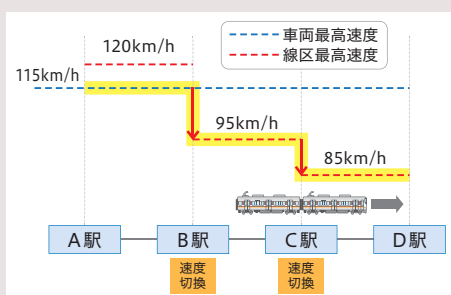 120km/h
車両最高速度
線区最高速度
115km/h
95km/h
85km/h
A駅
B駅
C駅
D駅
速度
切換
速度
切換